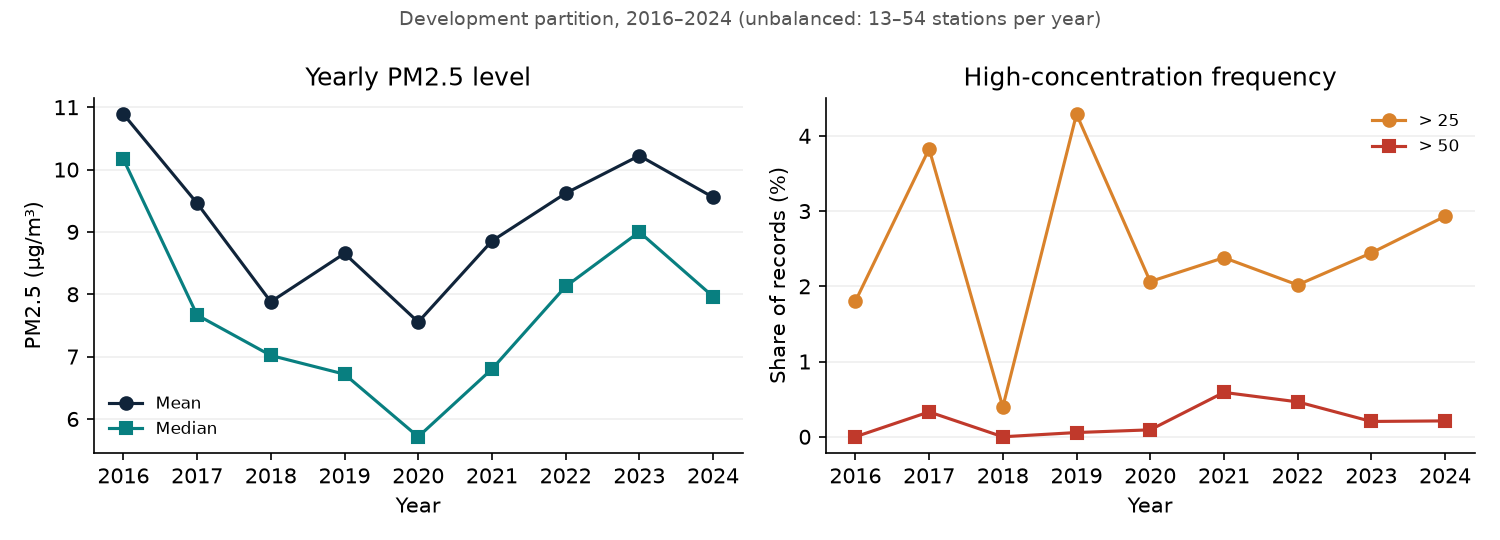 Development partition, 2016–2024 (unbalanced: 13–54 stations per year)
Yearly PM2.5 level
PM2.5 (µg/m³)
11
10
9
8
7
6
Mean
Median
2016 2017 2018 2019 2020 2021 2022 2023 2024
Year
High-concentration frequency
Share of records (%)
4
3
2
1
0
> 25
> 50
2016 2017 2018 2019 2020 2021 2022 2023 2024
Year